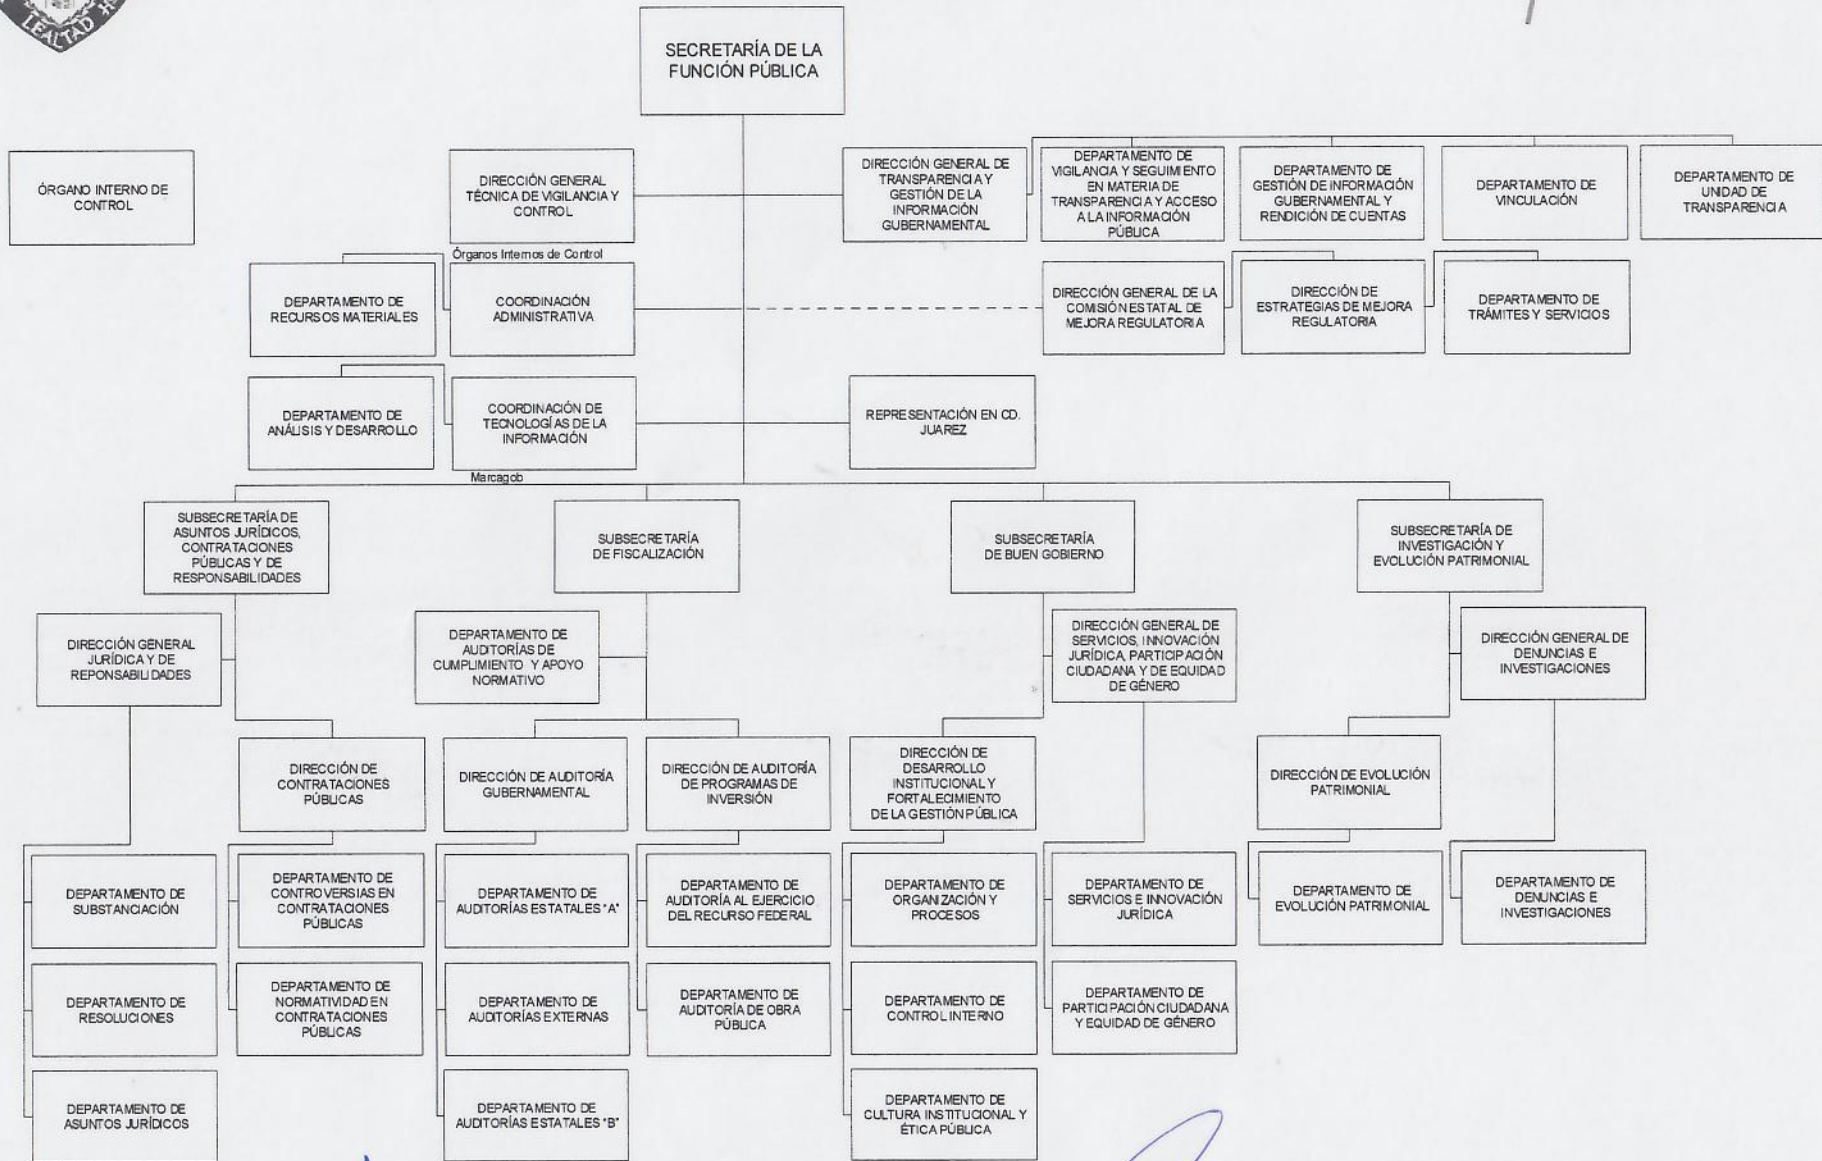 LEALTAD
SECRETARÍA DE LA
FUNCIÓN PÚBLICA
ÓRGANO INTERNO DE
CONTROL
DIRECCIÓN GENERAL
TÉCNICA DE VIGILANCIA Y
CONTROL
DIRECCIÓN GENERAL DE
TRANSPARENCIA Y
GESTIÓN DE LA
INFORMACIÓN
GUBERNAMENTAL
DEPARTAMENTO DE
VIGILANCIA Y SEGUIMIENTO
EN MATERIA DE
TRANSPARENCIA Y ACCESO
A LA INFORMACIÓN
PÚBLICA
DEPARTAMENTO DE
GESTIÓN DE INFORMACIÓN
GUBERNAMENTAL Y
RENDICIÓN DE CUENTAS
DEPARTAMENTO DE
VINCULACIÓN
DEPARTAMENTO DE
UNIDAD DE
TRANSPARENCIA
Órganos Internos de Control
DEPARTAMENTO DE
RECURSOS MATERIALES
COORDINACIÓN
ADMINISTRATIVA
DIRECCIÓN GENERAL DE LA
COMISIÓN ESTATAL DE
MEJORA REGULATORIA
DIRECCIÓN DE
ESTRATEGIAS DE MEJORA
REGULATORIA
DEPARTAMENTO DE
TRÁMITES Y SERVICIOS
DEPARTAMENTO DE
ANÁLISIS Y DESARROLLO
COORDINACIÓN DE
TECNOLOGÍAS DE LA
INFORMACIÓN
REPRESENTACIÓN EN CD.
JUAREZ
Marcagob
SUBSECRETARÍA DE
ASUNTOS JURÍDICOS,
CONTRATACIONES
PÚBLICAS Y DE
RESPONSABILIDADES
SUBSECRETARÍA
DE FISCALIZACIÓN
SUBSECRETARÍA
DE BUEN GOBIERNO
SUBSECRETARÍA DE
INVESTIGACIÓN Y
EVOLUCIÓN PATRIMONIAL
DIRECCIÓN GENERAL
JURÍDICA Y DE
REPONSABILIDADES
DEPARTAMENTO DE
AUDITORÍAS DE
CUMPLIMIENTO Y APOYO
NORMATIVO
DIRECCIÓN GENERAL DE
SERVICIOS, INNOVACIÓN
JURÍDICA, PARTICIPACIÓN
CIUDADANA Y DE EQUIDAD
DE GÉNERO
DIRECCIÓN GENERAL DE
DENUNCIAS E
INVESTIGACIONES
DIRECCIÓN DE
CONTRATACIONES
PÚBLICAS
DIRECCIÓN DE AUDITORÍA
GUBERNAMENTAL
DIRECCIÓN DE AUDITORÍA
DE PROGRAMAS DE
INVERSIÓN
DIRECCIÓN DE
DESARROLLO
INSTITUCIONAL Y
FORTALECIMIENTO
DE LA GESTIÓN PÚBLICA
DIRECCIÓN DE EVOLUCIÓN
PATRIMONIAL
DEPARTAMENTO DE
SUBSTANCIACIÓN
DEPARTAMENTO DE
CONTROVERSIAS EN
CONTRATACIONES
PÚBLICAS
DEPARTAMENTO DE
AUDITORÍAS ESTATALES "A"
DEPARTAMENTO DE
AUDITORÍA AL EJERCICIO
DEL RECURSO FEDERAL
DEPARTAMENTO DE
ORGANIZACIÓN Y
PROCESOS
DEPARTAMENTO DE
SERVICIOS E INNOVACIÓN
JURÍDICA
DEPARTAMENTO DE
EVOLUCIÓN PATRIMONIAL
DEPARTAMENTO DE
DENUNCIAS E
INVESTIGACIONES
DEPARTAMENTO DE
RESOLUCIONES
DEPARTAMENTO DE
NORMATIVIDAD EN
CONTRATACIONES
PÚBLICAS
DEPARTAMENTO DE
AUDITORÍAS EXTERNAS
DEPARTAMENTO DE
AUDITORÍA DE OBRA
PÚBLICA
DEPARTAMENTO DE
CONTROL INTERNO
DEPARTAMENTO DE
PARTICIPACIÓN CIUDADANA
Y EQUIDAD DE GÉNERO
DEPARTAMENTO DE
ASUNTOS JURÍDICOS
DEPARTAMENTO DE
AUDITORÍAS ESTATALES "B"
DEPARTAMENTO DE
CULTURA INSTITUCIONAL Y
ÉTICA PÚBLICA